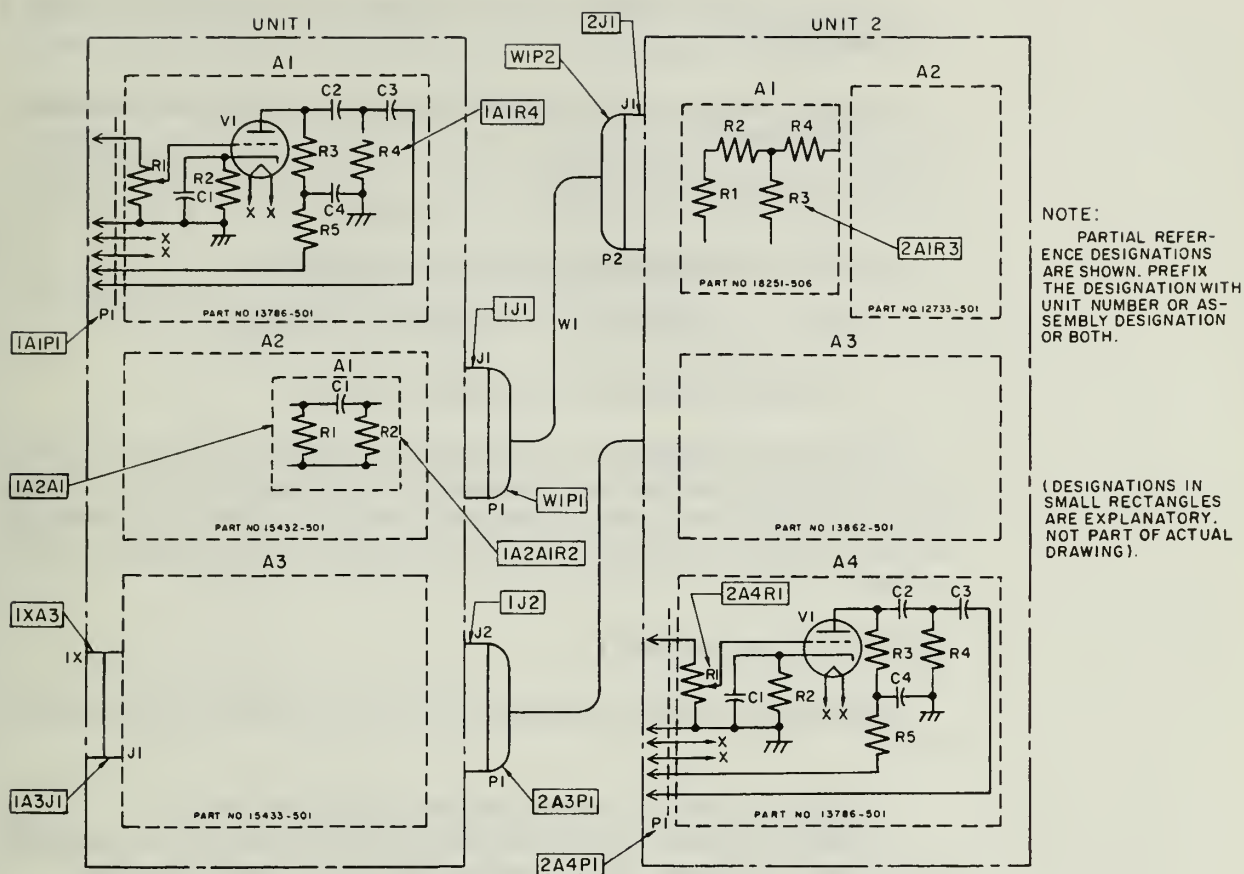 UNIT 1
A1
C2
C3
V1
R1
R2
C1
R3
R4
C4
R5
X X
X
X
P1
PART NO 13786-501
1A1R4
1A1P1
A2
A1
C1
R1
R2
PART NO 15432-501
1A2A1
1A2A1R2
A3
1XA3
1X
J1
1A3J1
PART NO 15433-501
1J1
J1
P1
W1P1
W1
1J2
J2
P1
2A3P1
W1P2
2J1
J1
P2
UNIT 2
A1
R2
R4
R1
R3
PART NO 18251-506
2A1R3
A2
PART NO 12733-501
A3
PART NO 13862-501
A4
2A4R1
C2
C3
V1
R1
C1
R2
R3
R4
C4
R5
X X
X
X
P1
PART NO 13786-501
2A4P1
NOTE:
PARTIAL REFER-
ENCE DESIGNATIONS
ARE SHOWN. PREFIX
THE DESIGNATION WITH
UNIT NUMBER OR AS-
SEMBLY DESIGNATION
OR BOTH.
(DESIGNATIONS IN
SMALL RECTANGLES
ARE EXPLANATORY.
NOT PART OF ACTUAL
DRAWING).